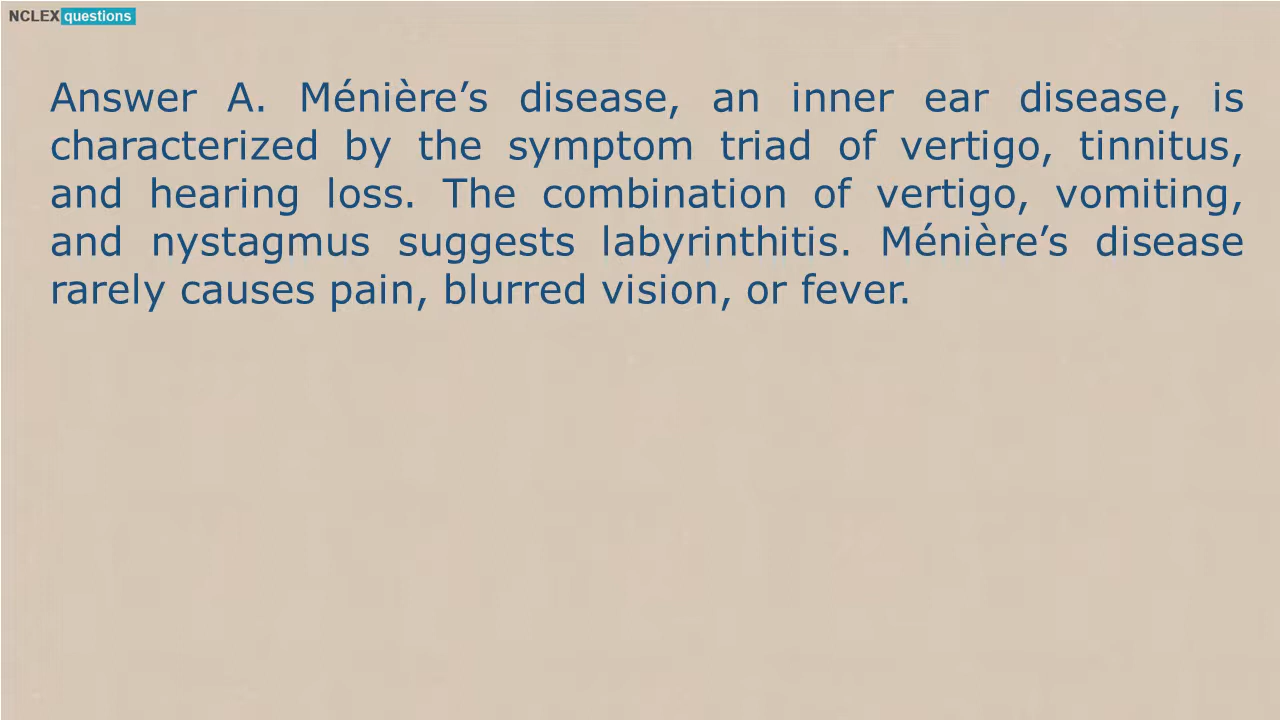 NCLEX questions
Answer A. Ménière’s disease, an inner ear disease, is
characterized by the symptom triad of vertigo, tinnitus,
and hearing loss. The combination of vertigo, vomiting,
and nystagmus suggests labyrinthitis. Ménière’s disease
rarely causes pain, blurred vision, or fever.